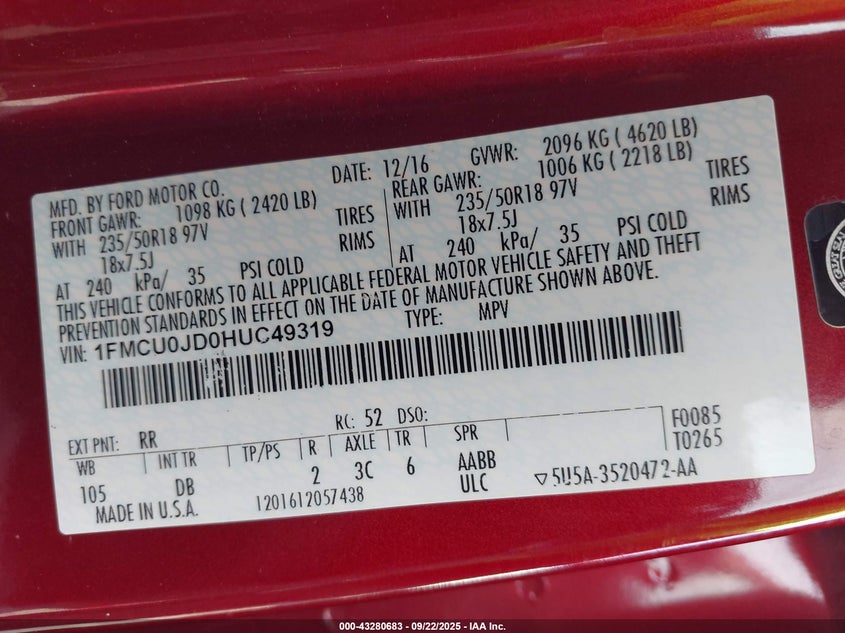 MFD. BY FORD MOTOR CO.
DATE: 12/16
GVWR: 2096 KG ( 4620 LB)
FRONT GAWR: 1098 KG ( 2420 LB)
REAR GAWR: 1006 KG ( 2218 LB)
WITH 235/50R18 97V TIRES
WITH 235/50R18 97V TIRES
18x7.5J RIMS
18x7.5J RIMS
AT 240 kPa/ 35 PSI COLD
AT 240 kPa/ 35 PSI COLD
THIS VEHICLE CONFORMS TO ALL APPLICABLE FEDERAL MOTOR VEHICLE SAFETY AND THEFT
PREVENTION STANDARDS IN EFFECT ON THE DATE OF MANUFACTURE SHOWN ABOVE.
VIN: 1FMCU0JD0HUC49319
TYPE: MPV
EXT PNT: RR RC: 52 DSO:
F0085
T0265
WB INT TR TP/PS R AXLE TR SPR
105 DB 2 3C 6 AABB
ULC
MADE IN U.S.A.
1201612057438
▽5U5A-3520472-AA
000-43280683 - 09/22/2025 - IAA Inc.